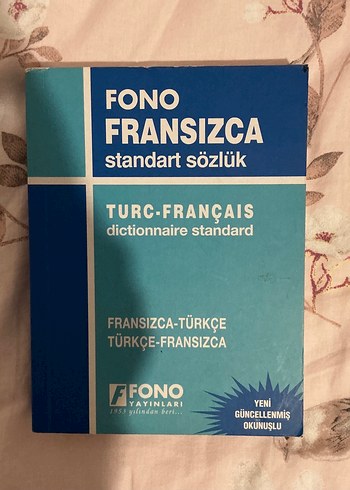 FONO
FRANSIZCA
standart sözlük
TURC-FRANÇAIS
dictionnaire standard
FRANSIZCA-TÜRKÇE
TÜRKÇE-FRANSIZCA
FONO
YAYINLARI
1953 yılından beri...
YENİ
GÜNCELLENMİŞ
OKUNUŞLU